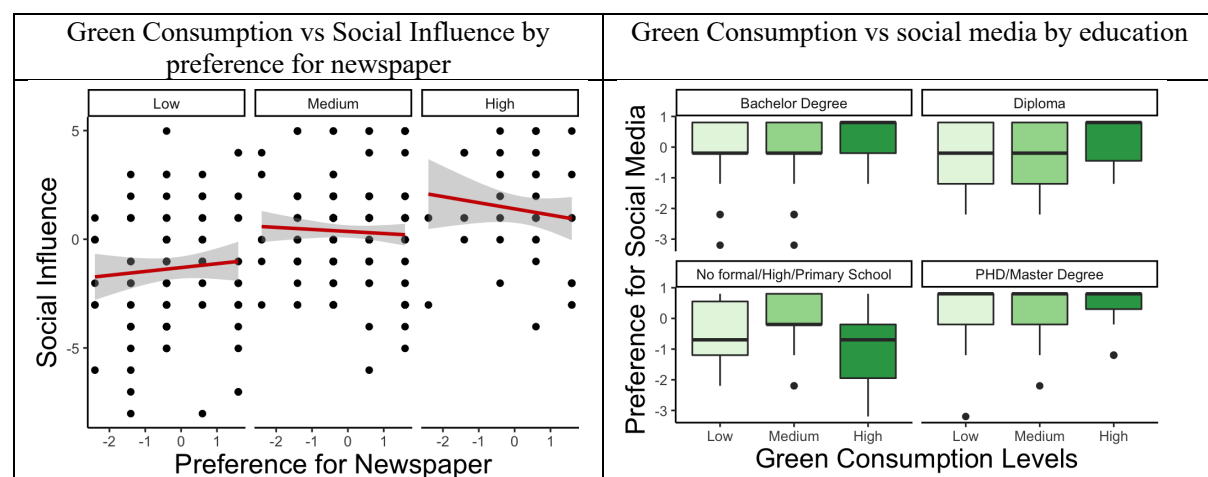 Green Consumption vs Social Influence by
preference for newspaper
Green Consumption vs social media by education
Low Medium High
Social Influence
5
0
-5
-2 -1 0 1 -2 -1 0 1 -2 -1 0 1
Preference for Newspaper
Preference for Social Media
Bachelor Degree Diploma
1
0
-1
-2
-3
No formal/High/Primary School PHD/Master Degree
1
0
-1
-2
-3
Low Medium High Low Medium High
Green Consumption Levels